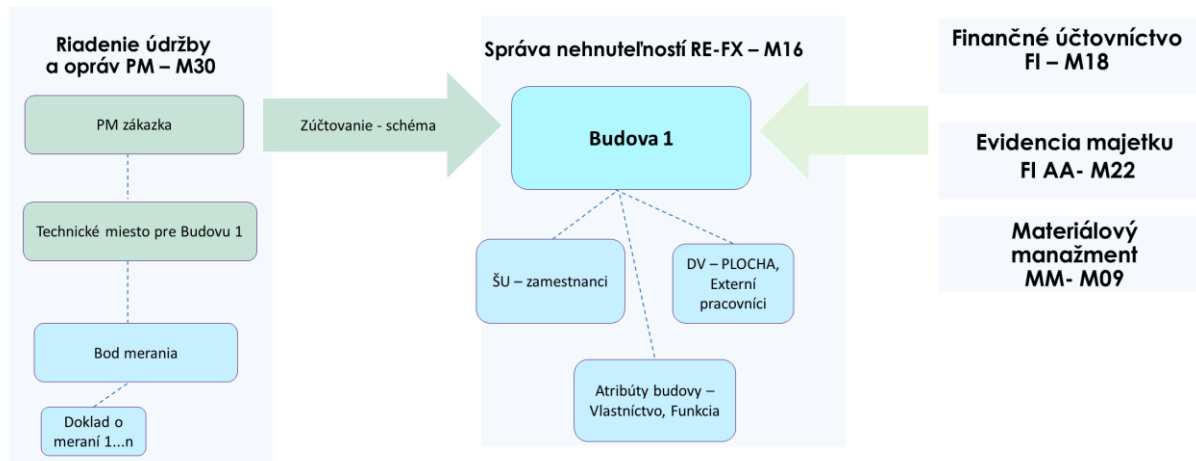 Riadenie údržby
a opráv PM – M30
PM zákazka
Technické miesto pre Budovu 1
Bod merania
Doklad o
meraní 1...n
Zúčtovanie - schéma
Správa nehnuteľností RE-FX – M16
Budova 1
ŠU – zamestnanci
DV – PLOCHA,
Externí
pracovníci
Atribúty budovy –
Vlastníctvo, Funkcia
Finančné účtovníctvo
FI – M18
Evidencia majetku
FI AA- M22
Materiálový
manažment
MM- M09